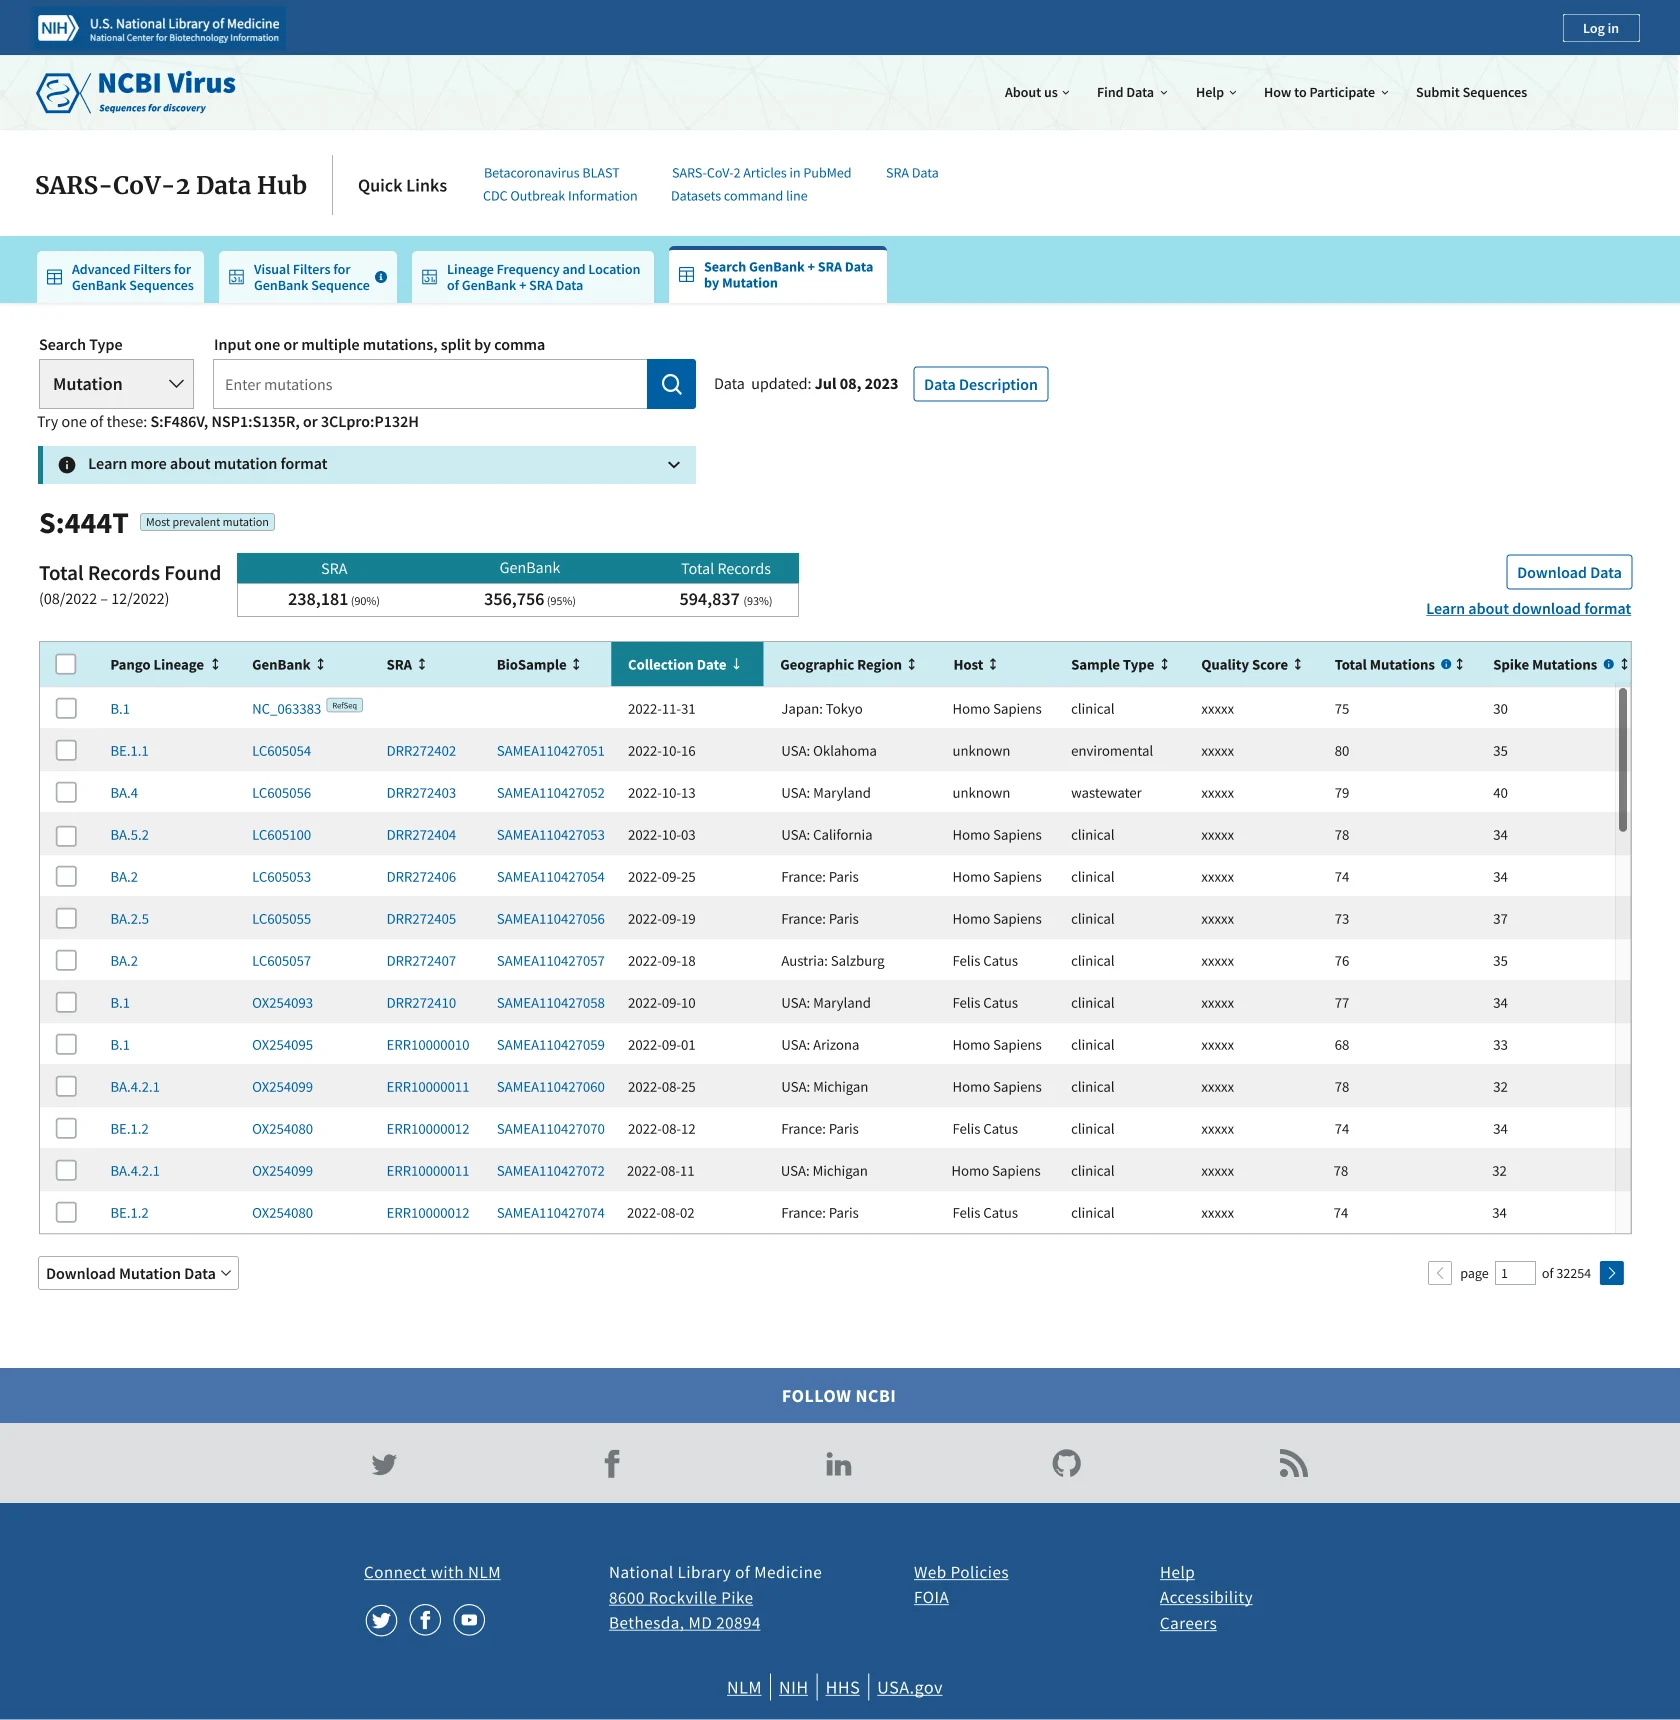 NIH U.S. National Library of Medicine
National Center for Biotechnology Information
Log in
NCBI Virus
Sequences for discovery
About us Find Data Help How to Participate Submit Sequences
SARS-CoV-2 Data Hub
Quick Links
Betacoronavirus BLAST SARS-CoV-2 Articles in PubMed SRA Data
CDC Outbreak Information Datasets command line
Advanced Filters for
GenBank Sequences
Visual Filters for
GenBank Sequence
Lineage Frequency and Location
of GenBank + SRA Data
Search GenBank + SRA Data
by Mutation
Search Type
Input one or multiple mutations, split by comma
Mutation
Enter mutations
Data updated: Jul 08, 2023
Data Description
Try one of these: S:F486V, NSP1:S135R, or 3CLpro:P132H
Learn more about mutation format
S:444T Most prevalent mutation
Total Records Found
(08/2022 – 12/2022)
SRA GenBank Total Records
238,181 (90%) 356,756 (95%) 594,837 (93%)
Download Data
Learn about download format
Pango Lineage GenBank SRA BioSample Collection Date Geographic Region Host Sample Type Quality Score Total Mutations Spike Mutations
B.1 NC_063383 RefSeq 2022-11-31 Japan: Tokyo Homo Sapiens clinical xxxxx 75 30
BE.1.1 LC605054 DRR272402 SAMEA110427051 2022-10-16 USA: Oklahoma unknown enviromental xxxxx 80 35
BA.4 LC605056 DRR272403 SAMEA110427052 2022-10-13 USA: Maryland unknown wastewater xxxxx 79 40
BA.5.2 LC605100 DRR272404 SAMEA110427053 2022-10-03 USA: California Homo Sapiens clinical xxxxx 78 34
BA.2 LC605053 DRR272406 SAMEA110427054 2022-09-25 France: Paris Homo Sapiens clinical xxxxx 74 34
BA.2.5 LC605055 DRR272405 SAMEA110427056 2022-09-19 France: Paris Homo Sapiens clinical xxxxx 73 37
BA.2 LC605057 DRR272407 SAMEA110427057 2022-09-18 Austria: Salzburg Felis Catus clinical xxxxx 76 35
B.1 OX254093 DRR272410 SAMEA110427058 2022-09-10 USA: Maryland Felis Catus clinical xxxxx 77 34
B.1 OX254095 ERR10000010 SAMEA110427059 2022-09-01 USA: Arizona Homo Sapiens clinical xxxxx 68 33
BA.4.2.1 OX254099 ERR10000011 SAMEA110427060 2022-08-25 USA: Michigan Homo Sapiens clinical xxxxx 78 32
BE.1.2 OX254080 ERR10000012 SAMEA110427070 2022-08-12 France: Paris Felis Catus clinical xxxxx 74 34
BA.4.2.1 OX254099 ERR10000011 SAMEA110427072 2022-08-11 USA: Michigan Homo Sapiens clinical xxxxx 78 32
BE.1.2 OX254080 ERR10000012 SAMEA110427074 2022-08-02 France: Paris Felis Catus clinical xxxxx 74 34
Download Mutation Data
page 1 of 32254
FOLLOW NCBI
Connect with NLM
National Library of Medicine
8600 Rockville Pike
Bethesda, MD 20894
Web Policies
FOIA
Help
Accessibility
Careers
NLM NIH HHS USA.gov